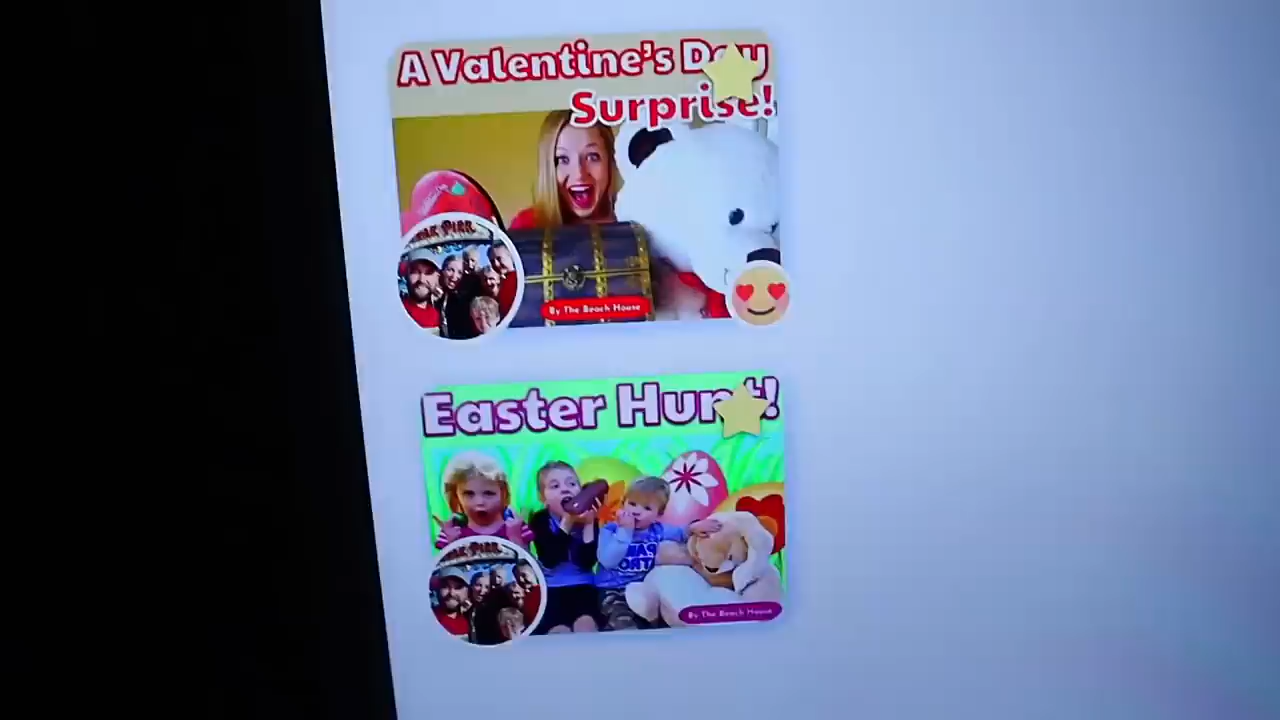 A Valentine's Day
Surprise!
By The Beach House
Easter Hunt!
By The Beach House